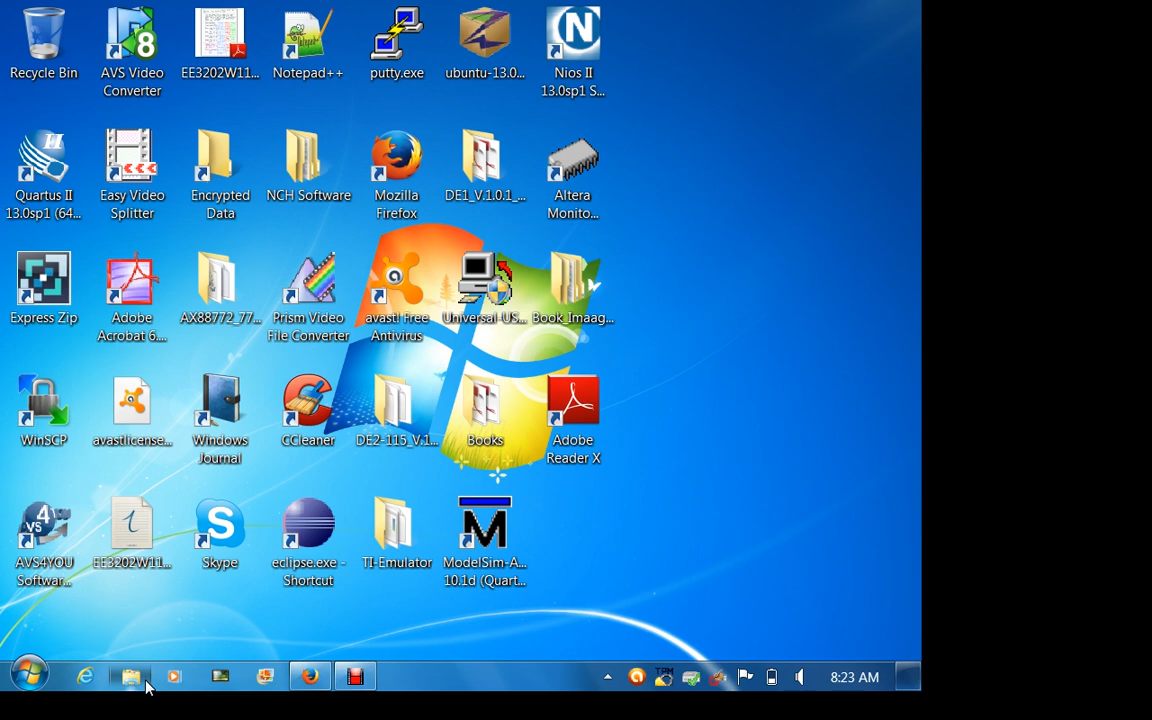 Recycle Bin
AVS Video
Converter
EE3202W11...
Notepad++
putty.exe
ubuntu-13.0...
Nios II
13.0sp1 S...
Quartus II
13.0sp1 (64...
Easy Video
Splitter
Encrypted
Data
NCH Software
Mozilla
Firefox
DE1_V.1.0.1_...
Altera
Monito...
Express Zip
Adobe
Acrobat 6....
AX88772_77...
Prism Video
File Converter
avast! Free
Antivirus
Universal-US...
Book_Imaag...
WinSCP
avastlicense...
Windows
Journal
CCleaner
DE2-115_V.1...
Books
Adobe
Reader X
AVS4YOU
Softwar...
EE3202W11...
Skype
eclipse.exe -
Shortcut
TI-Emulator
ModelSim-A...
10.1d (Quart...
8:23 AM